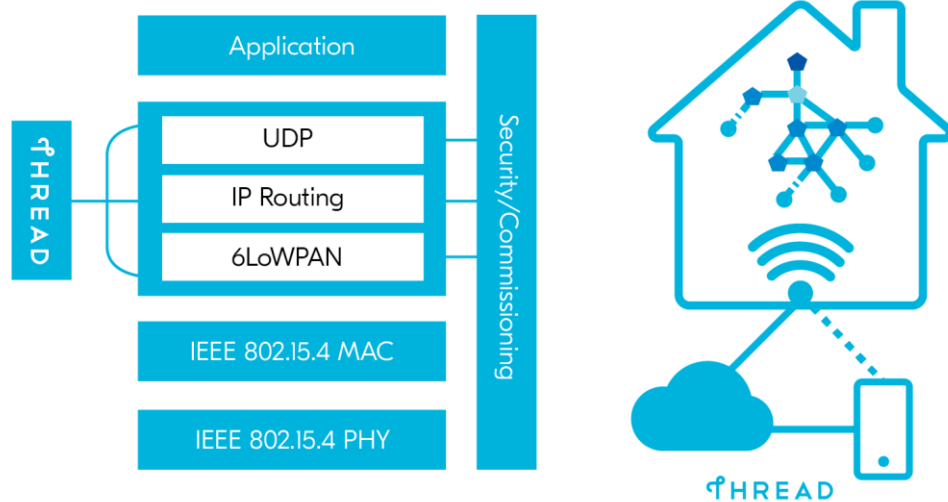 Application
THREAD
UDP
IP Routing
6LoWPAN
Security/Commissioning
IEEE 802.15.4 MAC
IEEE 802.15.4 PHY
THREAD